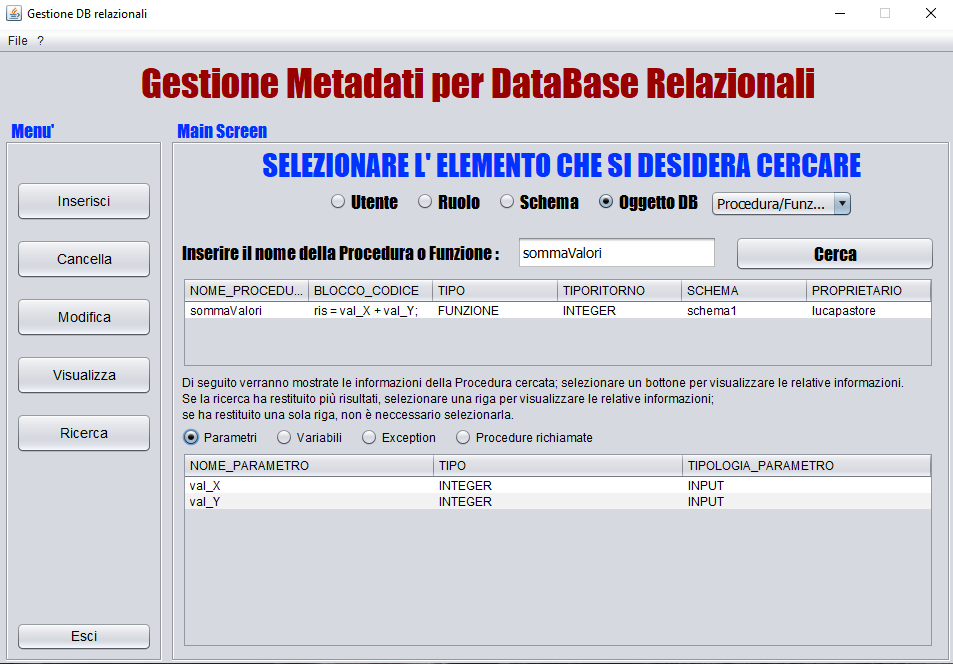 Gestione DB relazionali
File ?
Gestione Metadati per DataBase Relazionali
Menu'
Main Screen
SELEZIONARE L' ELEMENTO CHE SI DESIDERA CERCARE
Utente Ruolo Schema Oggetto DB Procedura/Funz...
Inserisci
Cancella
Modifica
Visualizza
Ricerca
Esci
Inserire il nome della Procedura o Funzione : sommaValori Cerca
NOME_PROCEDU... BLOCCO_CODICE TIPO TIPORITORNO SCHEMA PROPRIETARIO
sommaValori ris = val_X + val_Y; FUNZIONE INTEGER schema1 lucapastore
Di seguito verranno mostrate le informazioni della Procedura cercata; selezionare un bottone per visualizzare le relative informazioni.
Se la ricerca ha restituito più risultati, selezionare una riga per visualizzare le relative informazioni;
se ha restituito una sola riga, non è neccessario selezionarla.
Parametri Variabili Exception Procedure richiamate
NOME_PARAMETRO TIPO TIPOLOGIA_PARAMETRO
val_X INTEGER INPUT
val_Y INTEGER INPUT